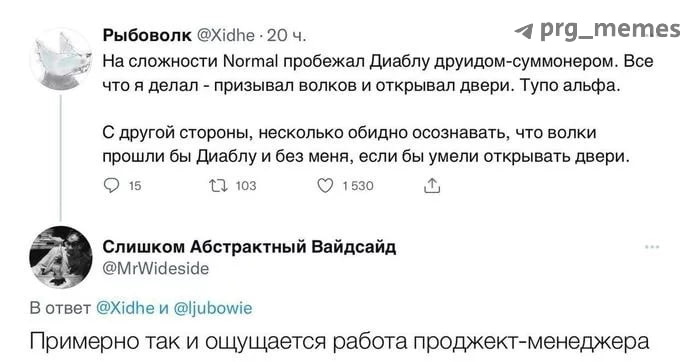 Рыбоволк @Xidhe · 20 ч.
prg_memes
На сложности Normal пробежал Диаблу друидом-суммонером. Все
что я делал - призывал волков и открывал двери. Тупо альфа.
С другой стороны, несколько обидно осознавать, что волки
прошли бы Диаблу и без меня, если бы умели открывать двери.
15 103 1 530
Слишком Абстрактный Вайдсайд
@MrWideside
В ответ @Xidhe и @ljubowie
Примерно так и ощущается работа проджект-менеджера